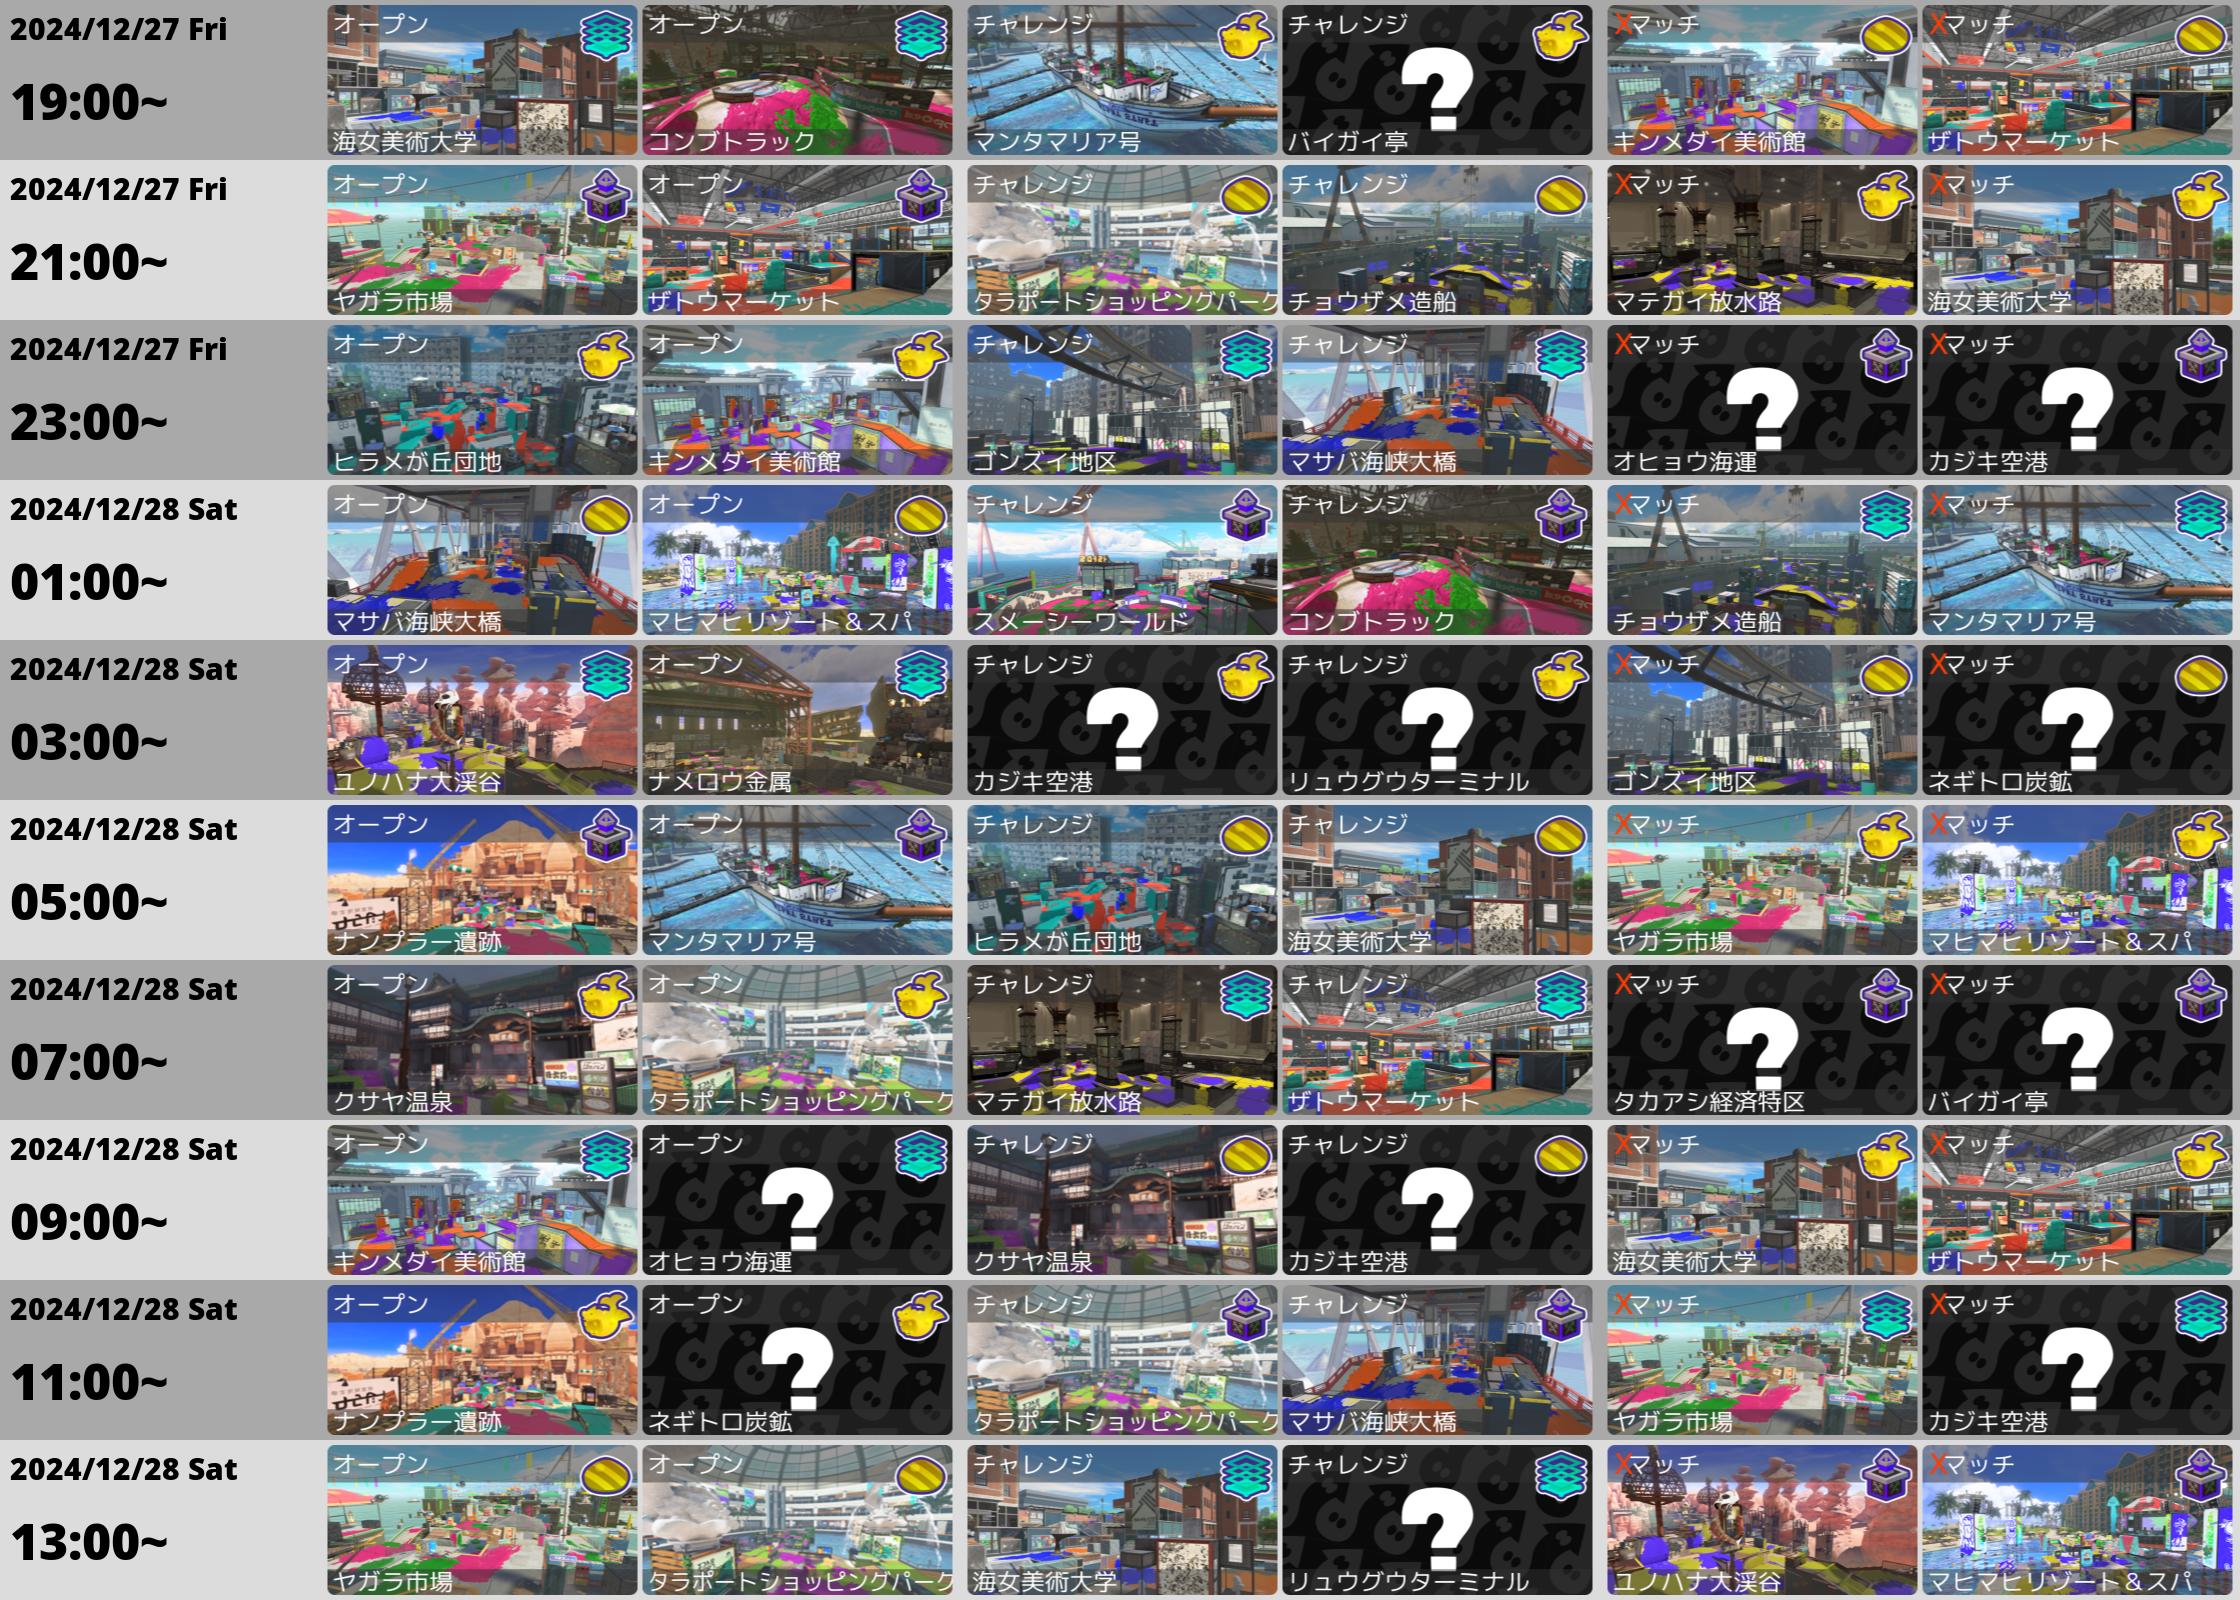 2024/12/27 Fri
19:00~
オープン
海女美術大学
オープン
コンブトラック
チャレンジ
マンタマリア号
チャレンジ
バイガイ亭
Xマッチ
キンメダイ美術館
Xマッチ
ザトウマーケット
2024/12/27 Fri
21:00~
オープン
ヤガラ市場
オープン
ザトウマーケット
チャレンジ
タラポートショッピングパーク
チャレンジ
チョウザメ造船
Xマッチ
マテガイ放水路
Xマッチ
海女美術大学
2024/12/27 Fri
23:00~
オープン
ヒラメが丘団地
オープン
キンメダイ美術館
チャレンジ
ゴンズイ地区
チャレンジ
マサバ海峡大橋
Xマッチ
オヒョウ海運
Xマッチ
カジキ空港
2024/12/28 Sat
01:00~
オープン
マサバ海峡大橋
オープン
マヒマヒリゾート＆スパ
チャレンジ
スメーシーワールド
チャレンジ
コンブトラック
Xマッチ
チョウザメ造船
Xマッチ
マンタマリア号
2024/12/28 Sat
03:00~
オープン
ユノハナ大渓谷
オープン
ナメロウ金属
チャレンジ
カジキ空港
チャレンジ
リュウグウターミナル
Xマッチ
ゴンズイ地区
Xマッチ
ネギトロ炭鉱
2024/12/28 Sat
05:00~
オープン
ナンプラー遺跡
オープン
マンタマリア号
チャレンジ
ヒラメが丘団地
チャレンジ
海女美術大学
Xマッチ
ヤガラ市場
Xマッチ
マヒマヒリゾート＆スパ
2024/12/28 Sat
07:00~
オープン
クサヤ温泉
オープン
タラポートショッピングパーク
チャレンジ
マテガイ放水路
チャレンジ
ザトウマーケット
Xマッチ
タカアシ経済特区
Xマッチ
バイガイ亭
2024/12/28 Sat
09:00~
オープン
キンメダイ美術館
オープン
オヒョウ海運
チャレンジ
クサヤ温泉
チャレンジ
カジキ空港
Xマッチ
海女美術大学
Xマッチ
ザトウマーケット
2024/12/28 Sat
11:00~
オープン
ナンプラー遺跡
オープン
ネギトロ炭鉱
チャレンジ
タラポートショッピングパーク
チャレンジ
マサバ海峡大橋
Xマッチ
ヤガラ市場
Xマッチ
カジキ空港
2024/12/28 Sat
13:00~
オープン
ヤガラ市場
オープン
タラポートショッピングパーク
チャレンジ
海女美術大学
チャレンジ
リュウグウターミナル
Xマッチ
ユノハナ大渓谷
Xマッチ
マヒマヒリゾート＆スパ